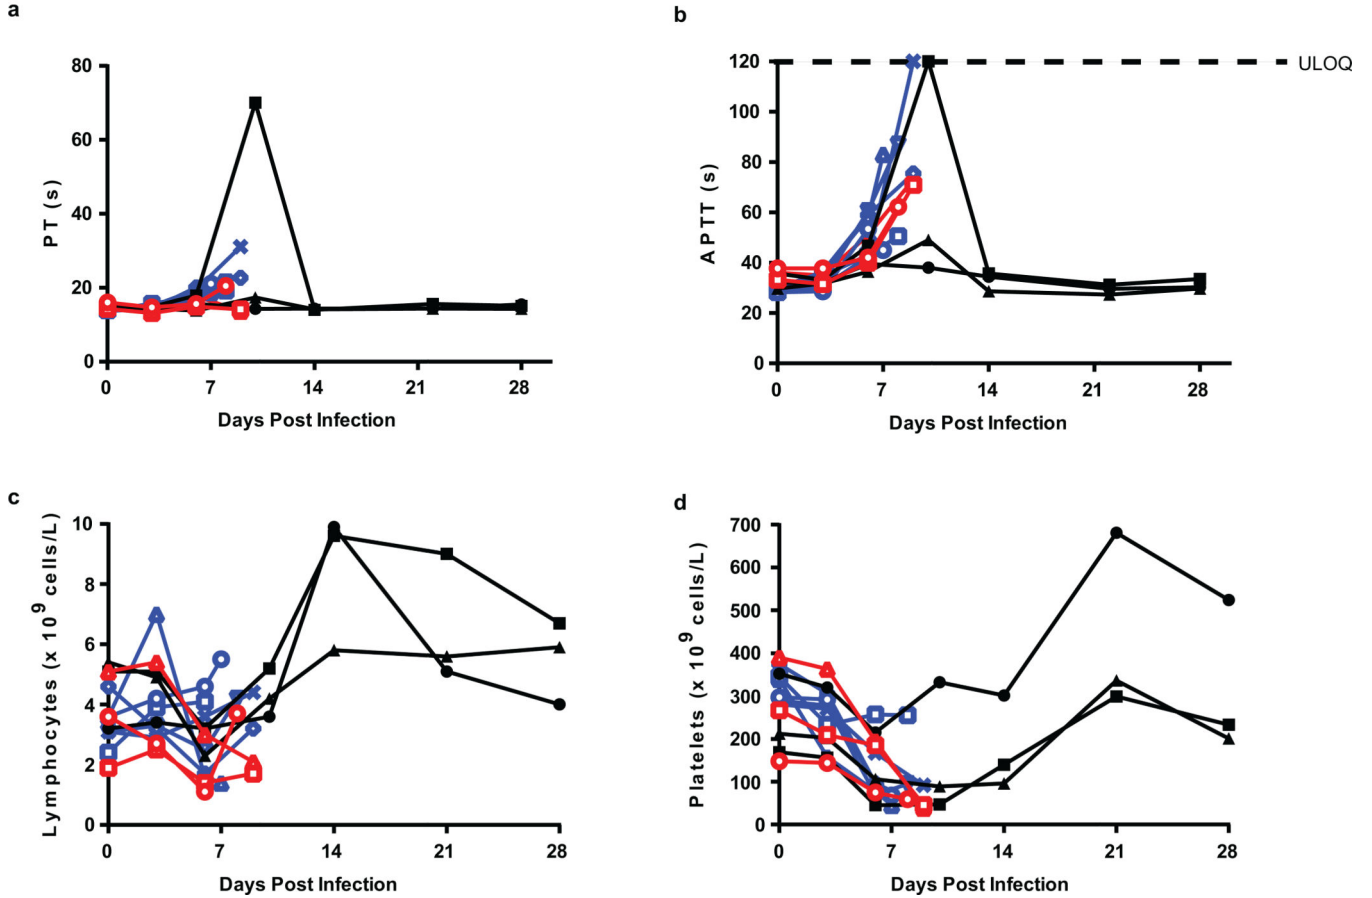 a
80
60
40
20
0
PT (s)
0 7 14 21 28
Days Post Infection
b
120
100
80
60
40
20
0
APTT (s)
ULOQ
0 7 14 21 28
Days Post Infection
c
10
8
6
4
2
0
Lymphocytes (x 10⁹ cells/L)
0 7 14 21 28
Days Post Infection
d
700
600
500
400
300
200
100
0
Platelets (x 10⁹ cells/L)
0 7 14 21 28
Days Post Infection